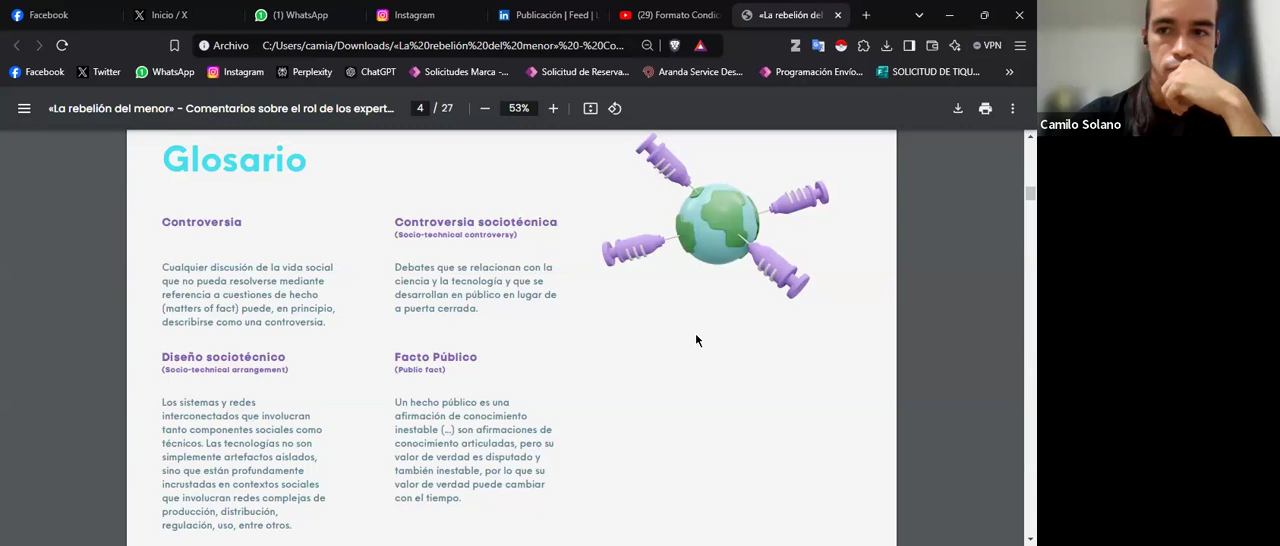 Facebook
Inicio / X
(1) WhatsApp
Instagram
Publicación | Feed | L
(29) Formato Condic
«La rebelión del
Archivo
C:/Users/camia/Downloads/«La%20rebelión%20del%20menor»%20-%20Co...
VPN
Facebook
Twitter
WhatsApp
Instagram
Perplexity
ChatGPT
Solicitudes Marca -...
Solicitud de Reserva...
Aranda Service Des...
Programación Envío...
SOLICITUD DE TIQU...
«La rebelión del menor» - Comentarios sobre el rol de los expert...
4 / 27
53%
Camilo Solano
Glosario
Controversia
Cualquier discusión de la vida social
que no pueda resolverse mediante
referencia a cuestiones de hecho
(matters of fact) puede, en principio,
describirse como una controversia.
Controversia sociotécnica
(Socio-technical controversy)
Debates que se relacionan con la
ciencia y la tecnología y que se
desarrollan en público en lugar de
a puerta cerrada.
Diseño sociotécnico
(Socio-technical arrangement)
Los sistemas y redes
interconectados que involucran
tanto componentes sociales como
técnicos. Las tecnologías no son
simplemente artefactos aislados,
sino que están profundamente
incrustadas en contextos sociales
que involucran redes complejas de
producción, distribución,
regulación, uso, entre otros.
Facto Público
(Public fact)
Un hecho público es una
afirmación de conocimiento
inestable (...) son afirmaciones de
conocimiento articuladas, pero su
valor de verdad es disputado y
también inestable, por lo que su
valor de verdad puede cambiar
con el tiempo.